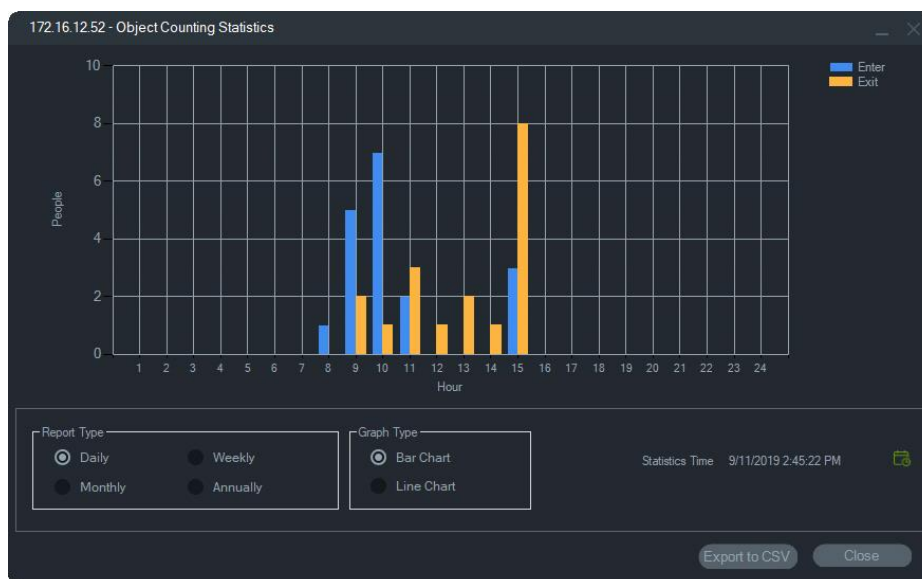 172.16.12.52 - Object Counting Statistics
10
8
6
4
2
0
People
1 2 3 4 5 6 7 8 9 10 11 12 13 14 15 16 17 18 19 20 21 22 23 24
Hour
Enter
Exit
Report Type
Daily Weekly
Monthly Annually
Graph Type
Bar Chart
Line Chart
Statistics Time 9/11/2019 2:45:22 PM
Export to CSV Close